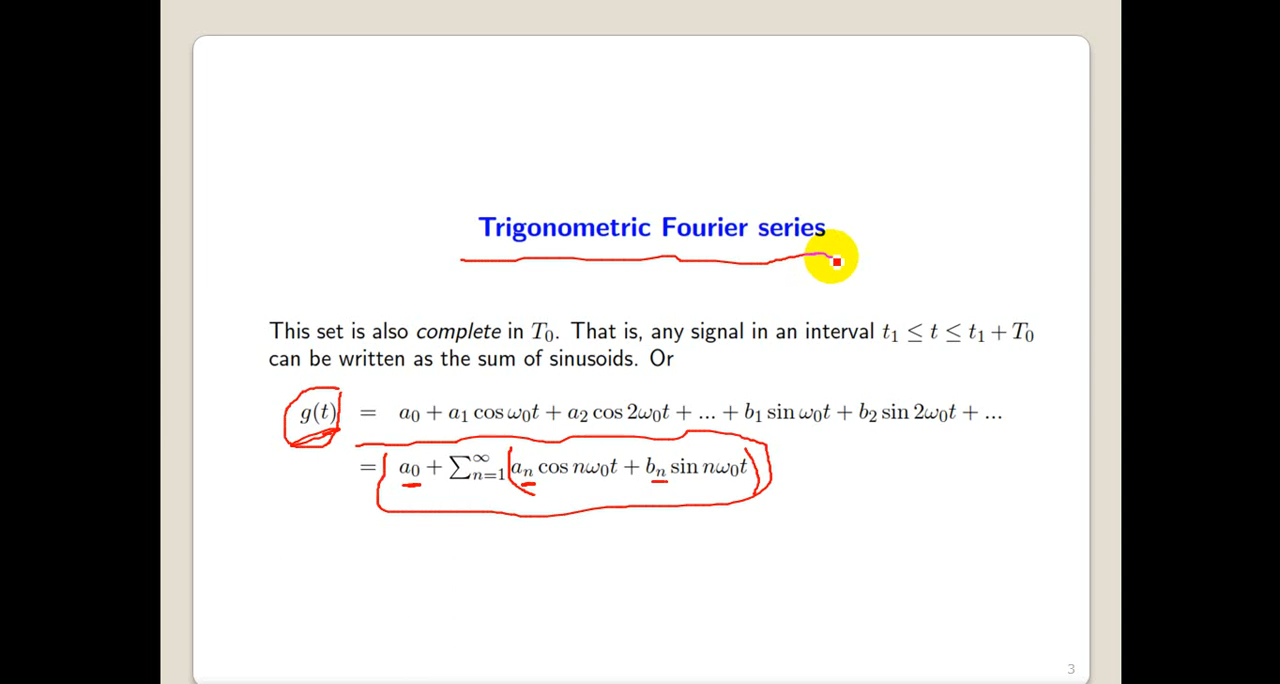 Trigonometric Fourier series
This set is also complete in T₀. That is, any signal in an interval t₁ ≤ t ≤ t₁ + T₀
can be written as the sum of sinusoids. Or
g(t) = a₀ + a₁ cos ω₀t + a₂ cos 2ω₀t + ... + b₁ sin ω₀t + b₂ sin 2ω₀t + ...
= a₀ + ∑ₙ₌₁^∞ (aₙ cos nω₀t + bₙ sin nω₀t)
3